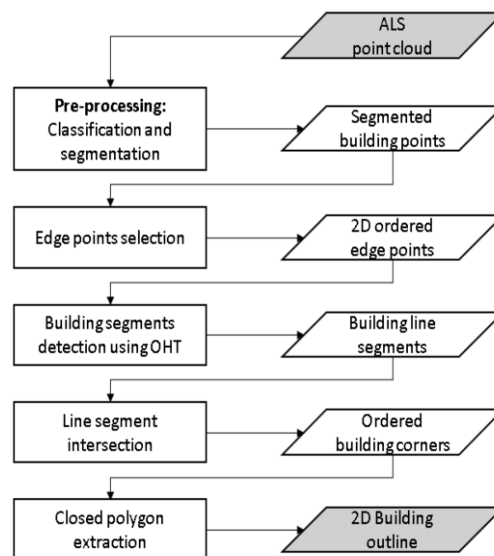 ALS
point cloud
Pre-processing:
Classification and
segmentation
Segmented
building points
Edge points selection
2D ordered
edge points
Building segments
detection using OHT
Building line
segments
Line segment
intersection
Ordered
building corners
Closed polygon
extraction
2D Building
outline